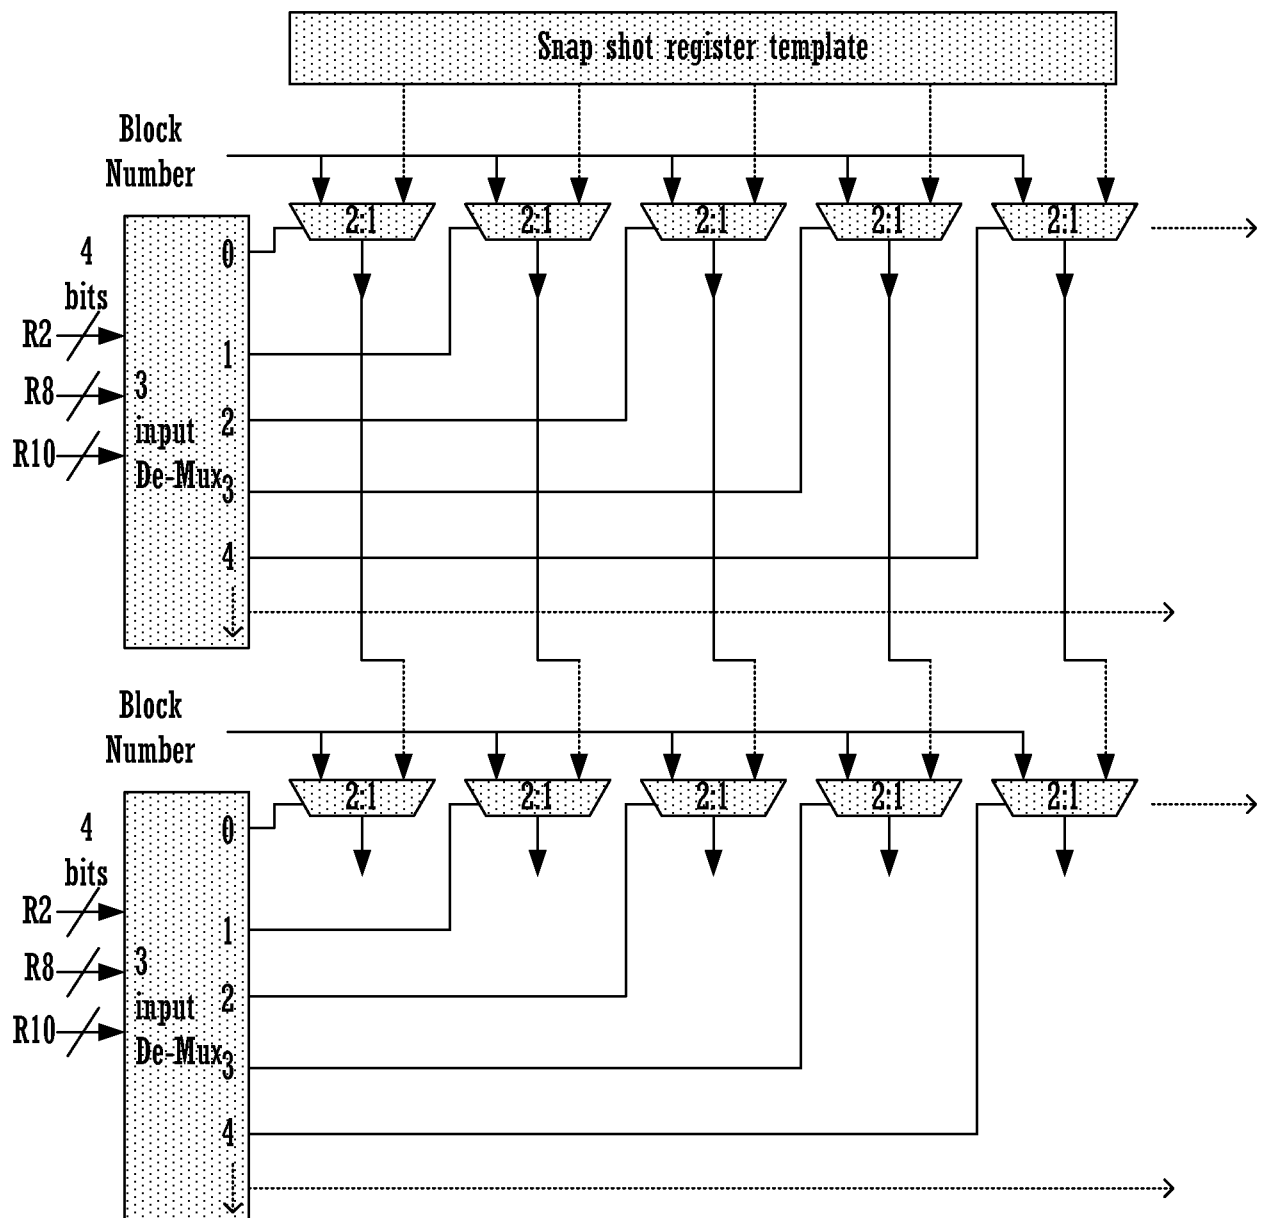 Snap shot register template
Block
Number
2:1 2:1 2:1 2:1 2:1
4
bits
0
R2
1
R8
3
2
input
R10
De-Mux
3
4
Block
Number
2:1 2:1 2:1 2:1 2:1
4
bits
0
R2
1
R8
3
2
input
R10
De-Mux
3
4